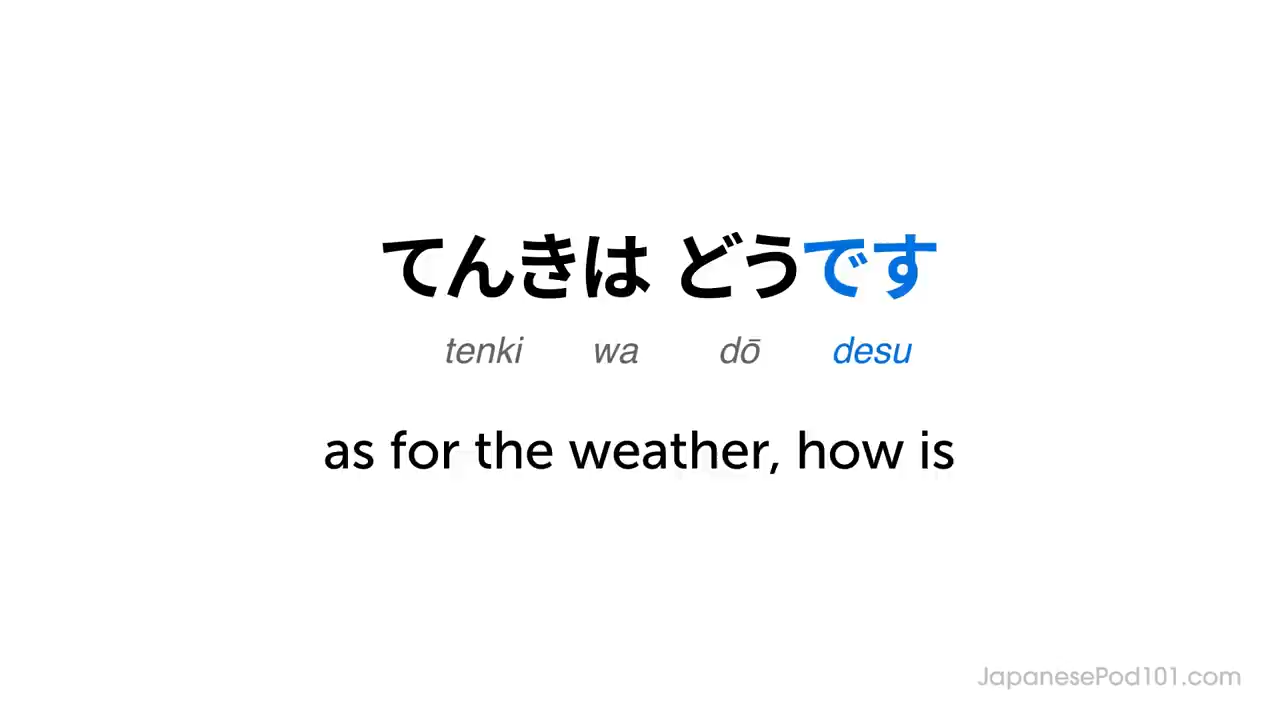 てんきは どうです
tenki wa dō desu
as for the weather, how is
JapanesePod101.com